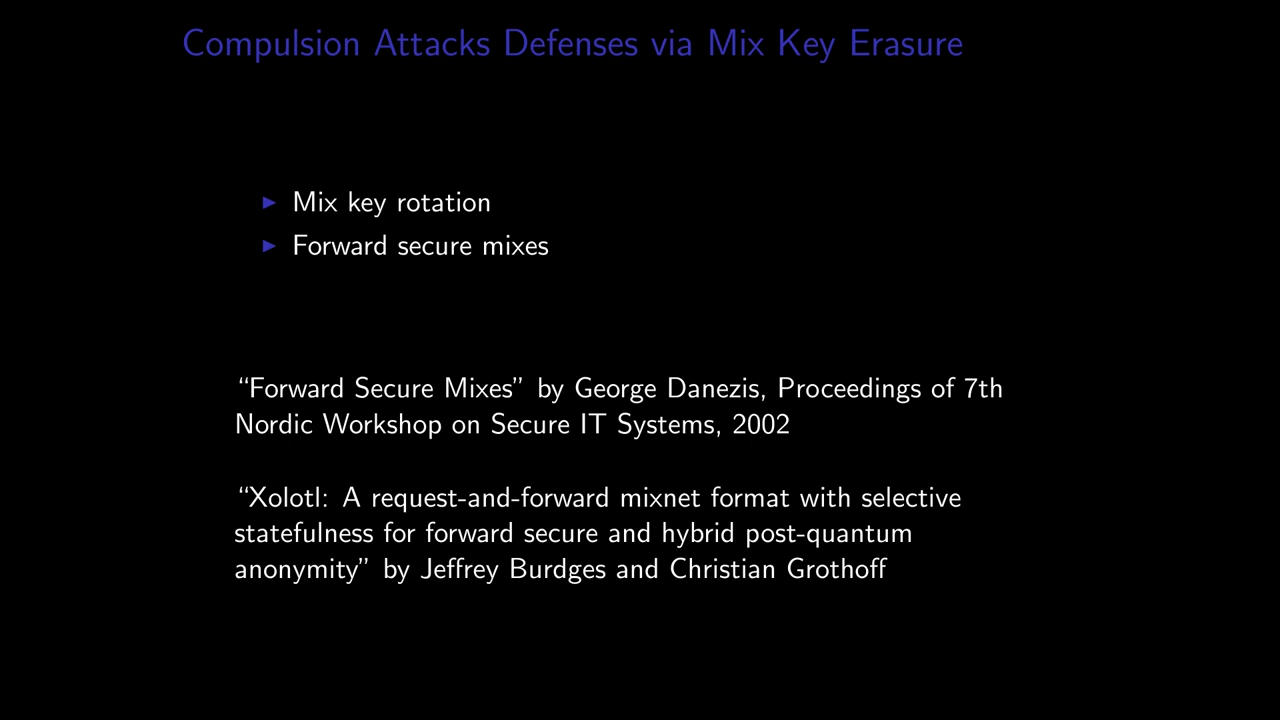 Compulsion Attacks Defenses via Mix Key Erasure
Mix key rotation
Forward secure mixes
“Forward Secure Mixes” by George Danezis, Proceedings of 7th
Nordic Workshop on Secure IT Systems, 2002
“Xolotl: A request-and-forward mixnet format with selective
statefulness for forward secure and hybrid post-quantum
anonymity” by Jeffrey Burdges and Christian Grothoff